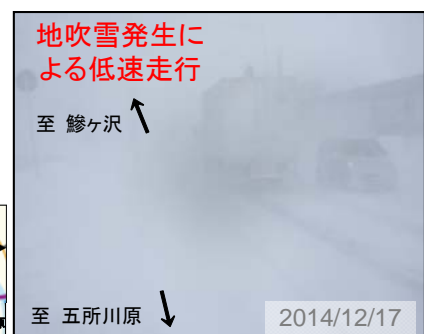 地吹雪発生に
よる低速走行
至 鰺ヶ沢
至 五所川原
2014/12/17